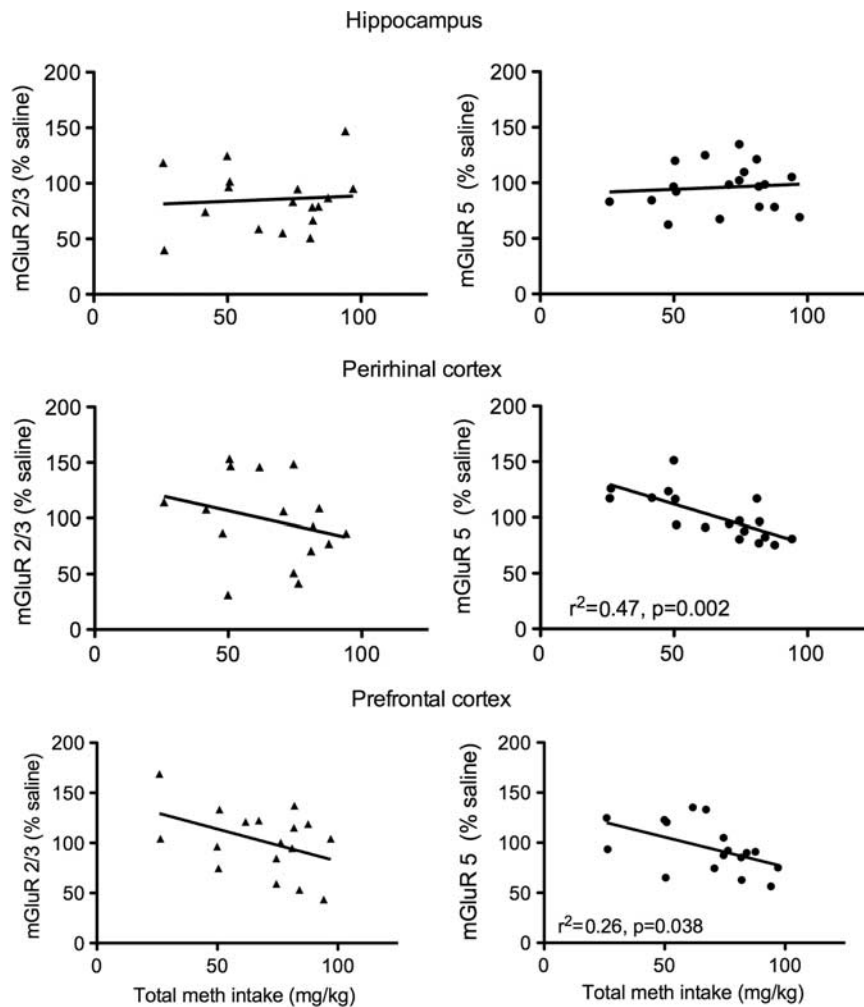 Hippocampus
mGluR 2/3 (% saline)
200
150
100
50
0
0 50 100
mGluR 5 (% saline)
200
150
100
50
0
0 50 100
Perirhinal cortex
mGluR 2/3 (% saline)
200
150
100
50
0
0 50 100
mGluR 5 (% saline)
200
150
100
50
0
r²=0.47, p=0.002
0 50 100
Prefrontal cortex
mGluR 2/3 (% saline)
200
150
100
50
0
0 50 100
Total meth intake (mg/kg)
mGluR 5 (% saline)
200
150
100
50
0
r²=0.26, p=0.038
0 50 100
Total meth intake (mg/kg)